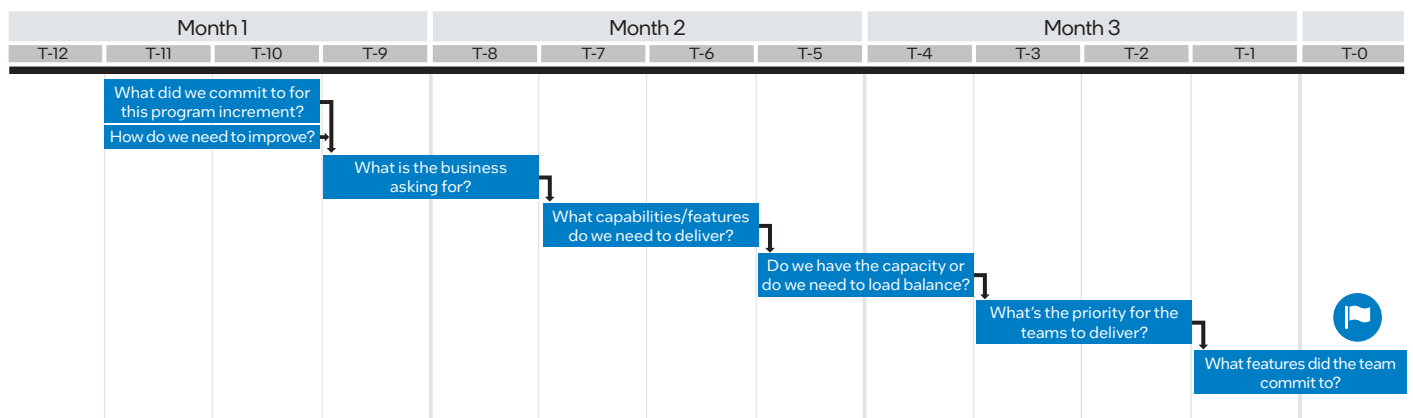 Month 1 Month 2 Month 3
T-12 T-11 T-10 T-9 T-8 T-7 T-6 T-5 T-4 T-3 T-2 T-1 T-0
What did we commit to for
this program increment?
How do we need to improve?
What is the business
asking for?
What capabilities/features
do we need to deliver?
Do we have the capacity or
do we need to load balance?
What's the priority for the
teams to deliver?
What features did the team
commit to?